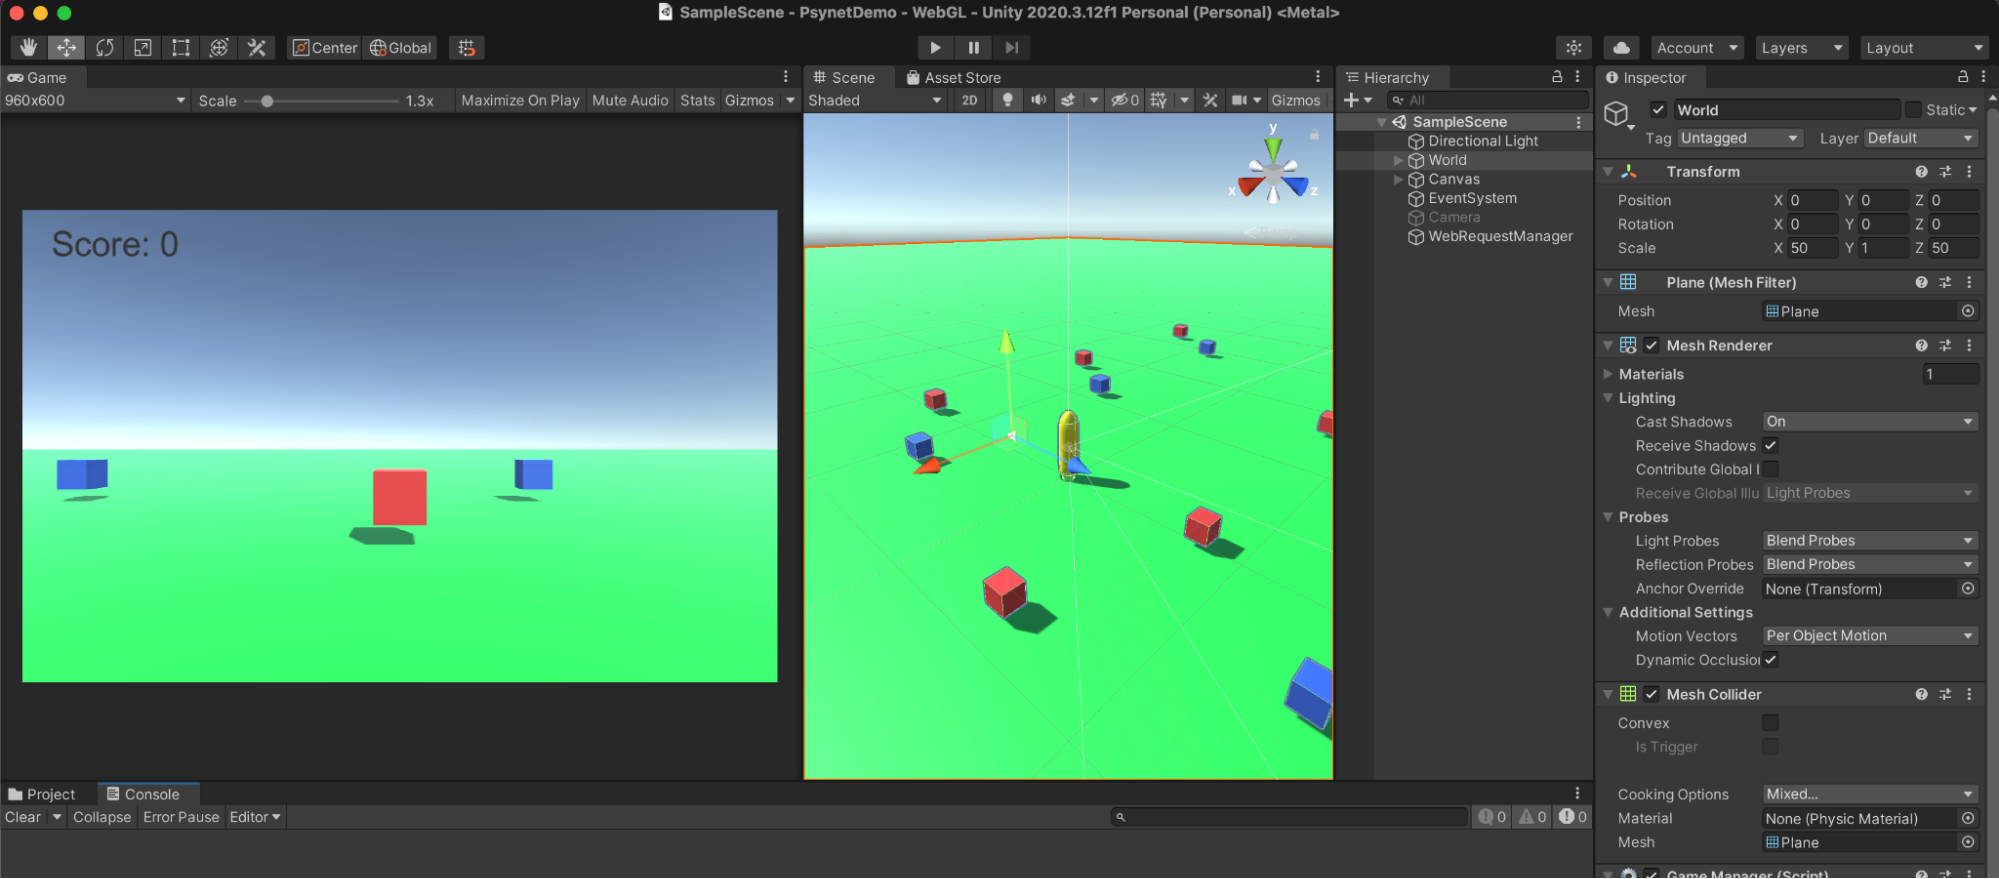 SampleScene - PsynetDemo - WebGL - Unity 2020.3.12f1 Personal (Personal) <Metal>
Center Global Account Layers Layout
Game
960x600 Scale 1.3x Maximize On Play Mute Audio Stats Gizmos
Score: 0
Scene Asset Store
Shaded 2D 0 Gizmos
y
x z
Hierarchy
All
SampleScene
Directional Light
World
Canvas
EventSystem
Camera
WebRequestManager
Inspector
World Static
Tag Untagged Layer Default
Transform
Position X 0 Y 0 Z 0
Rotation X 0 Y 0 Z 0
Scale X 50 Y 1 Z 50
Plane (Mesh Filter)
Mesh Plane
Mesh Renderer
Materials 1
Lighting
Cast Shadows On
Receive Shadows
Contribute Global I
Receive Global Illu Light Probes
Probes
Light Probes Blend Probes
Reflection Probes Blend Probes
Anchor Override None (Transform)
Additional Settings
Motion Vectors Per Object Motion
Dynamic Occlusion
Mesh Collider
Convex
Is Trigger
Cooking Options Mixed...
Material None (Physic Material)
Mesh Plane
Game Manager (Script)
Project Console
Clear Collapse Error Pause Editor 0 0 0